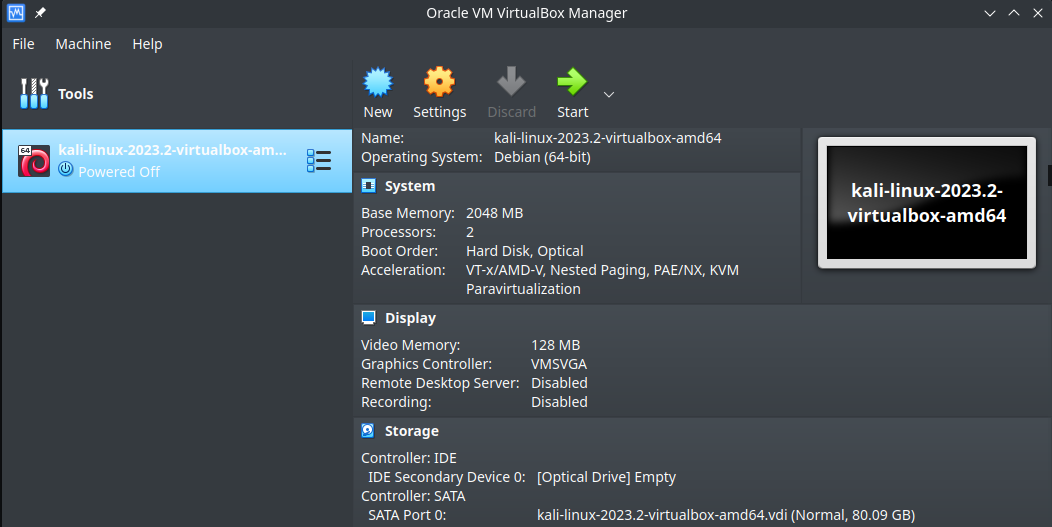 Oracle VM VirtualBox Manager
File Machine Help
Tools
New Settings Discard Start
64
kali-linux-2023.2-virtualbox-am...
Powered Off
Name: kali-linux-2023.2-virtualbox-amd64
Operating System: Debian (64-bit)
System
Base Memory: 2048 MB
Processors: 2
Boot Order: Hard Disk, Optical
Acceleration: VT-x/AMD-V, Nested Paging, PAE/NX, KVM
Paravirtualization
kali-linux-2023.2-
virtualbox-amd64
Display
Video Memory: 128 MB
Graphics Controller: VMSVGA
Remote Desktop Server: Disabled
Recording: Disabled
Storage
Controller: IDE
IDE Secondary Device 0: [Optical Drive] Empty
Controller: SATA
SATA Port 0: kali-linux-2023.2-virtualbox-amd64.vdi (Normal, 80.09 GB)